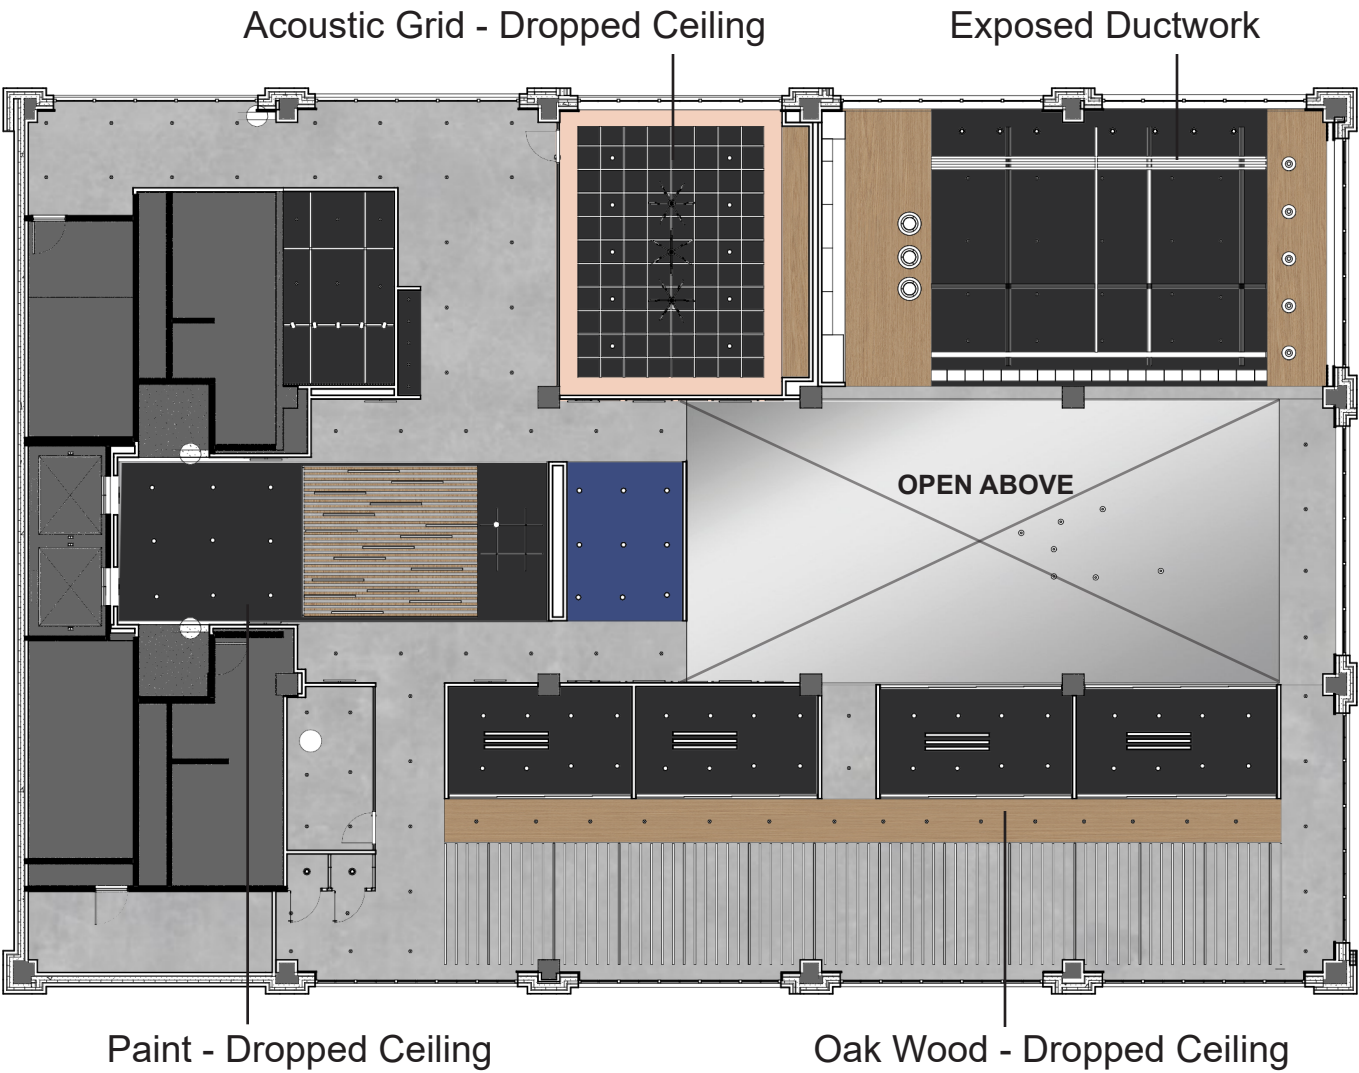 Acoustic Grid - Dropped Ceiling
Exposed Ductwork
OPEN ABOVE
Paint - Dropped Ceiling
Oak Wood - Dropped Ceiling